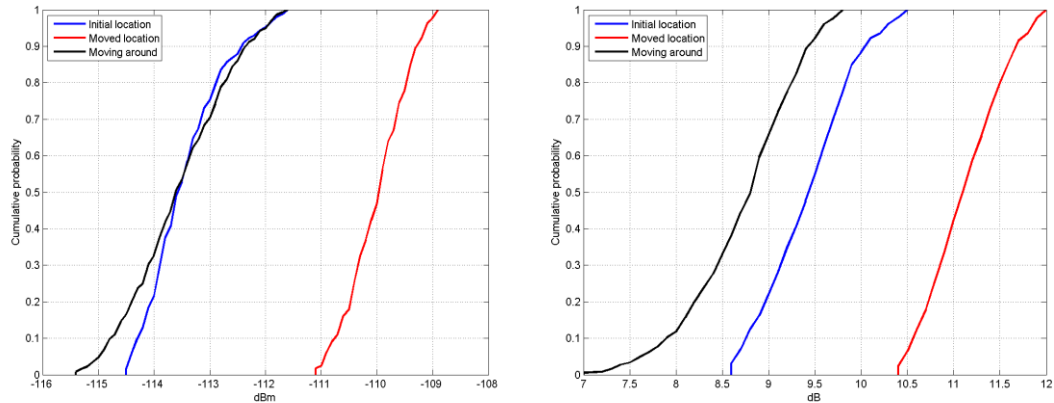 Initial location
Moved location
Moving around
Cumulative probability
1
0.9
0.8
0.7
0.6
0.5
0.4
0.3
0.2
0.1
0
-116 -115 -114 -113 -112 -111 -110 -109 -108
dBm
Initial location
Moved location
Moving around
Cumulative probability
1
0.9
0.8
0.7
0.6
0.5
0.4
0.3
0.2
0.1
0
7 7.5 8 8.5 9 9.5 10 10.5 11 11.5 12
dB